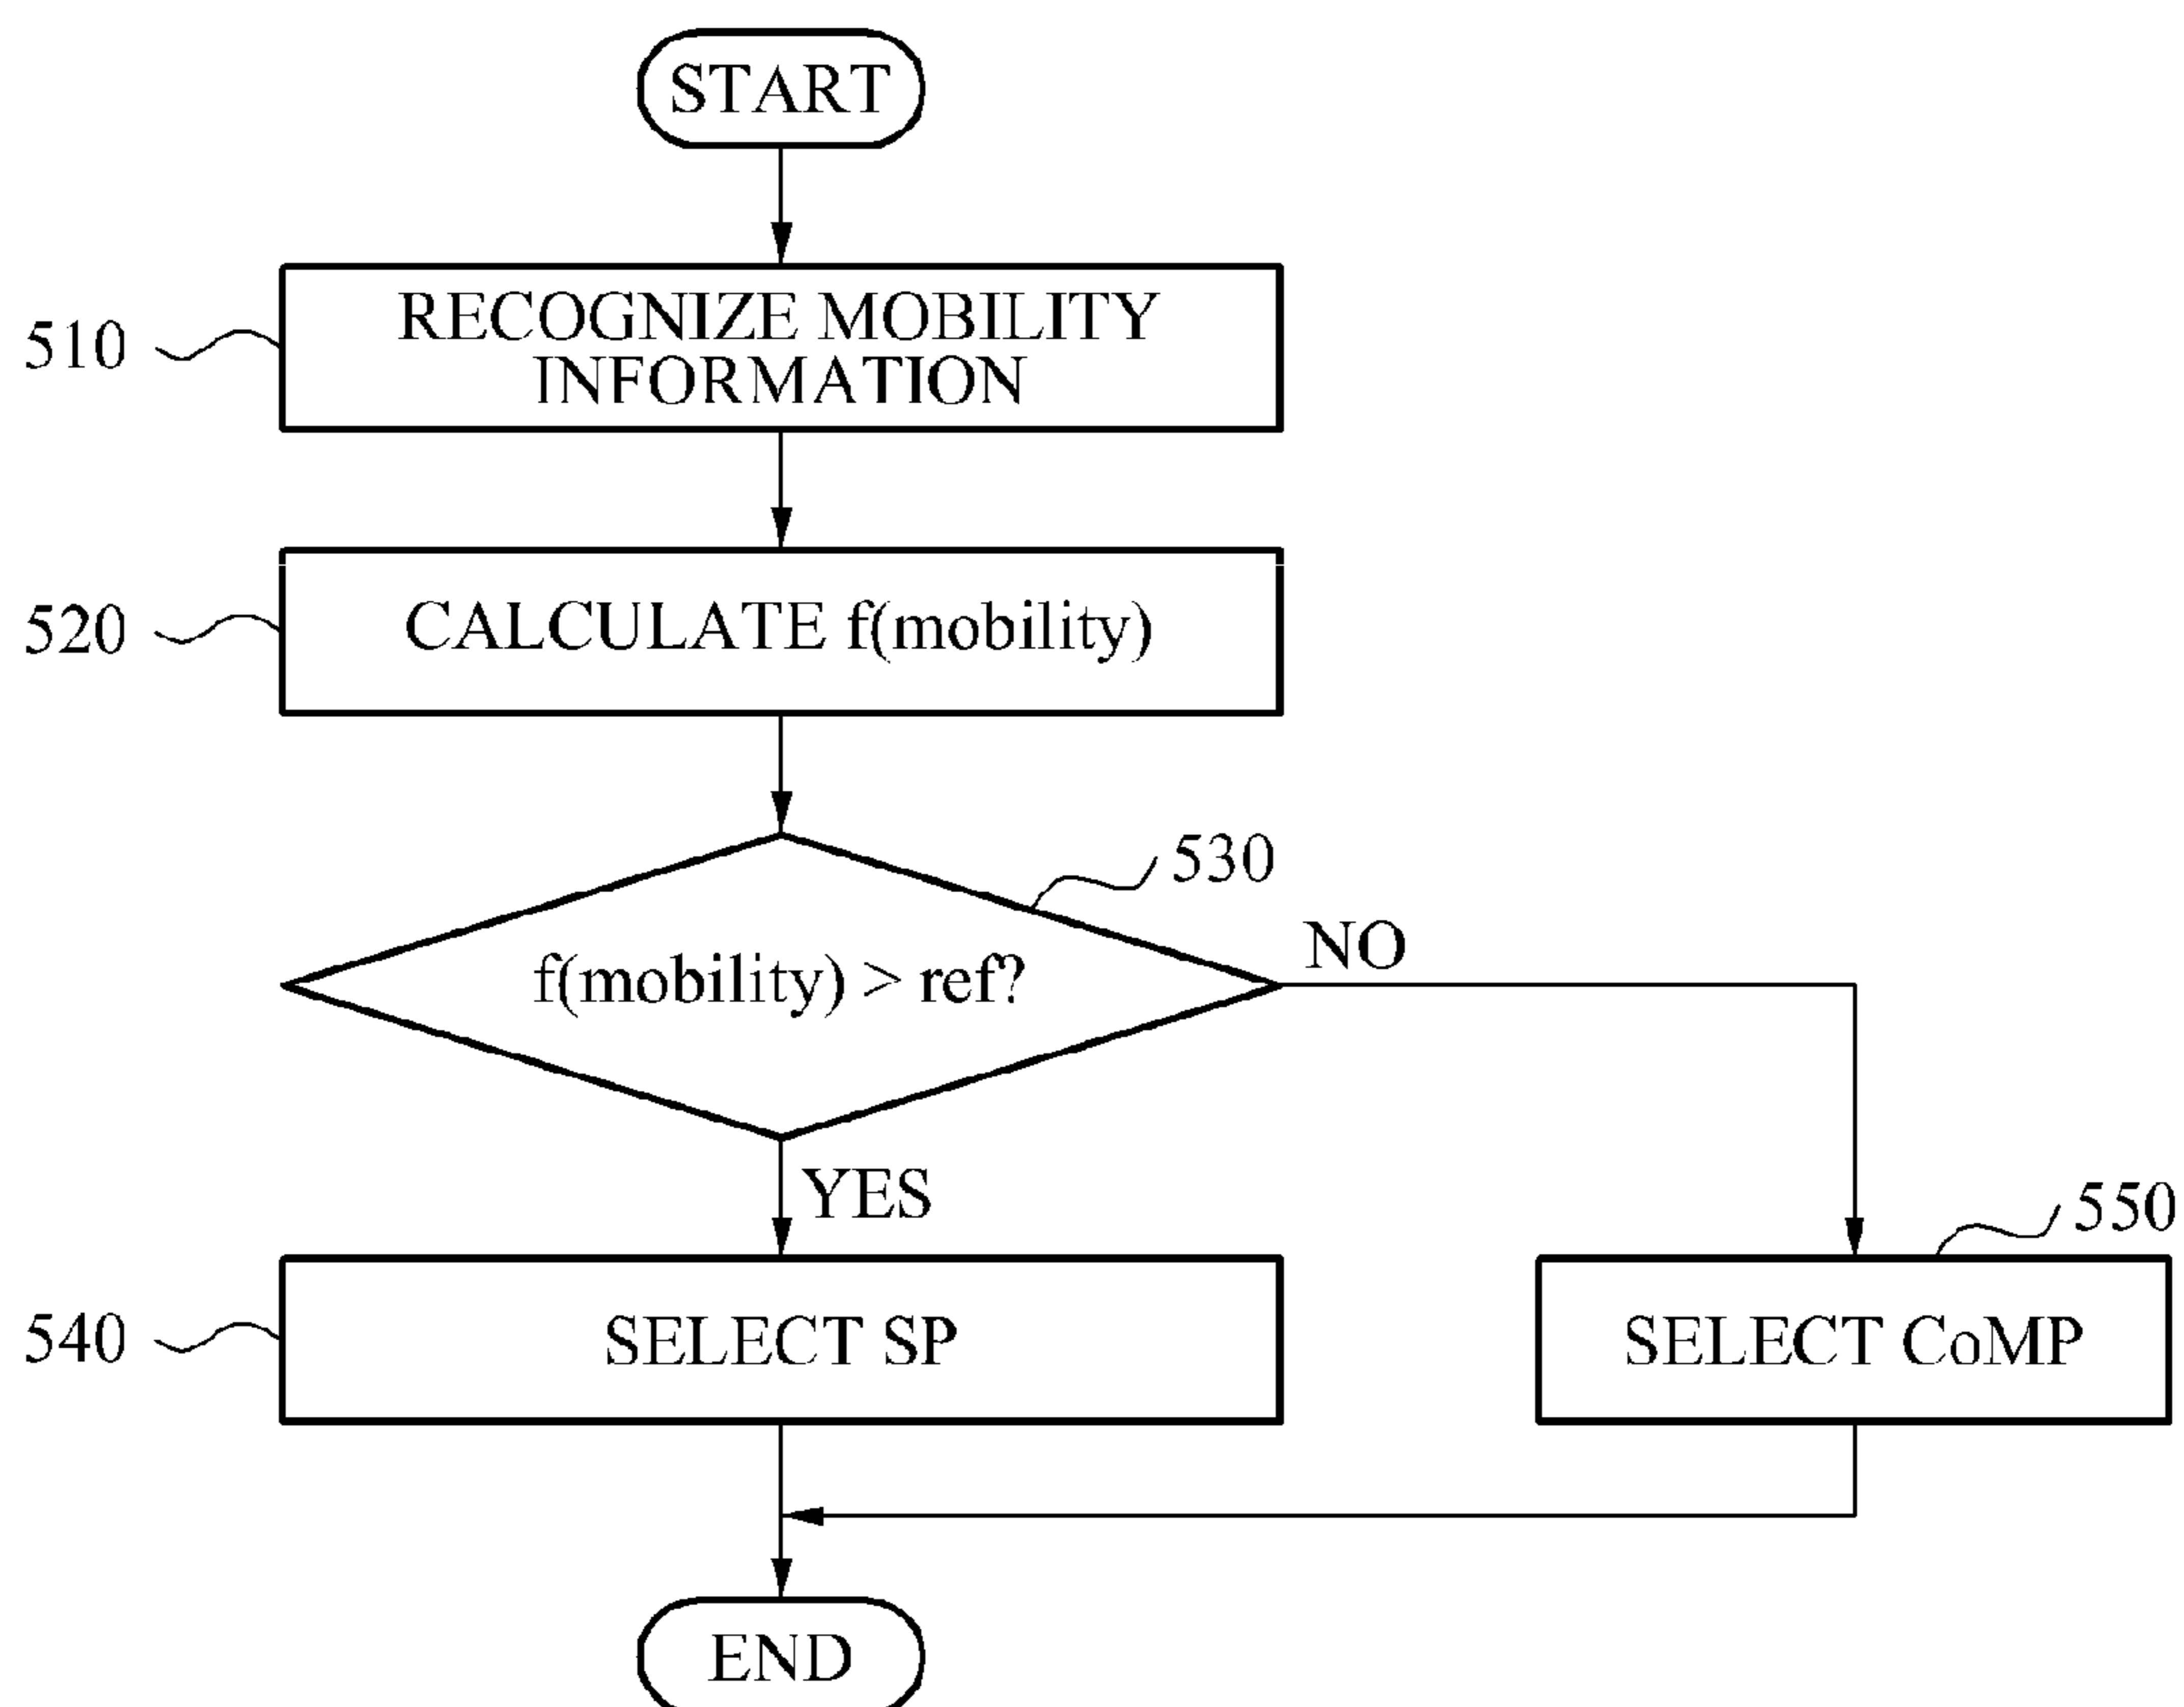 START
510
RECOGNIZE MOBILITY
INFORMATION
520
CALCULATE f(mobility)
530
f(mobility) > ref?
NO
YES
550
540
SELECT SP
SELECT CoMP
END